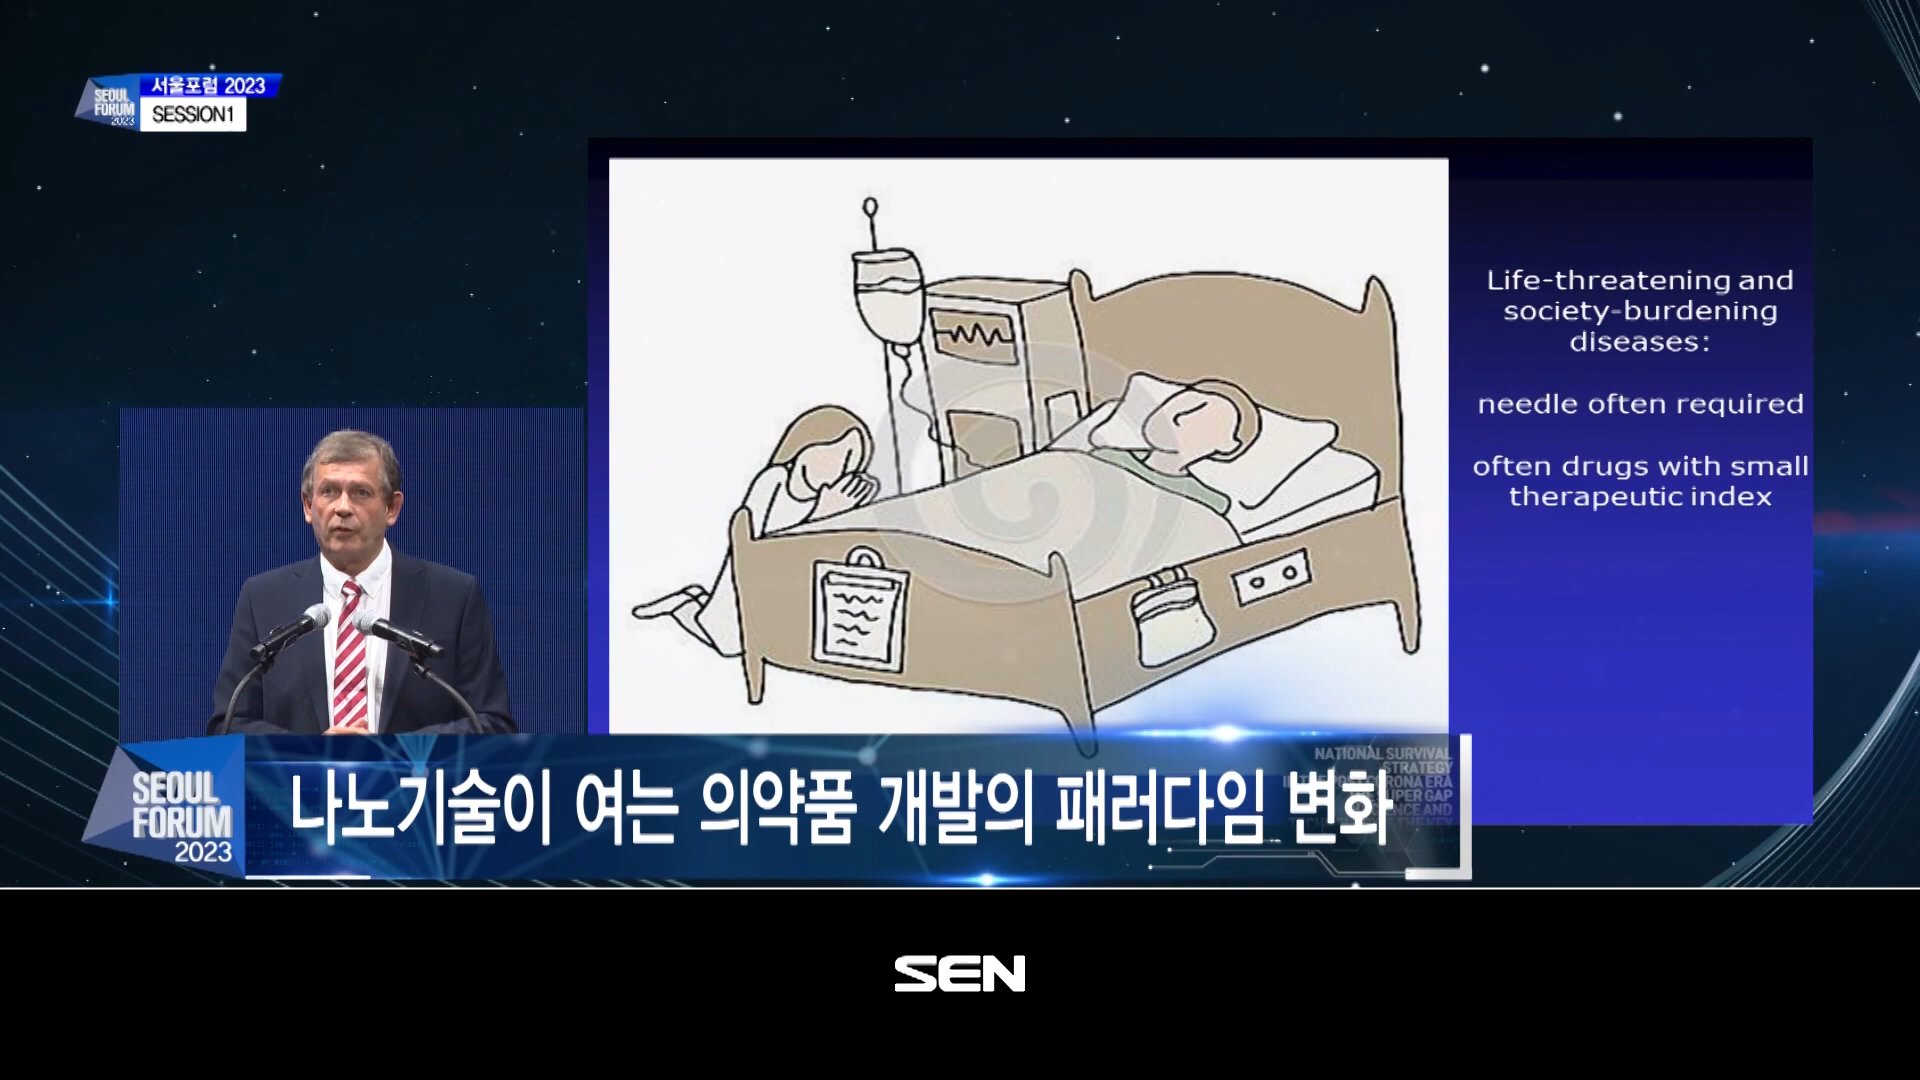 SEOUL
FORUM
2023
서울포럼 2023
SESSION1
Life-threatening and
society-burdening
diseases:
needle often required
often drugs with small
therapeutic index
SEOUL
FORUM
2023
나노기술이 여는 의약품 개발의 패러다임 변화
NATIONAL SURVIVAL
STRATEGY
SEN